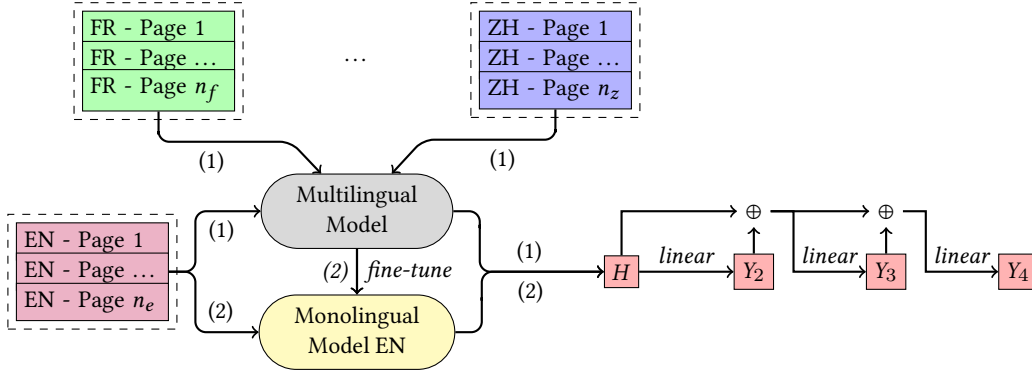 FR - Page 1
FR - Page ...
FR - Page n_f
...
ZH - Page 1
ZH - Page ...
ZH - Page n_z
(1)
(1)
Multilingual
Model
EN - Page 1
EN - Page ...
EN - Page n_e
(1)
(2)
(2)
fine-tune
Monolingual
Model EN
(1)
(2)
H
linear
⊕
Y_2
linear
⊕
Y_3
linear
Y_4